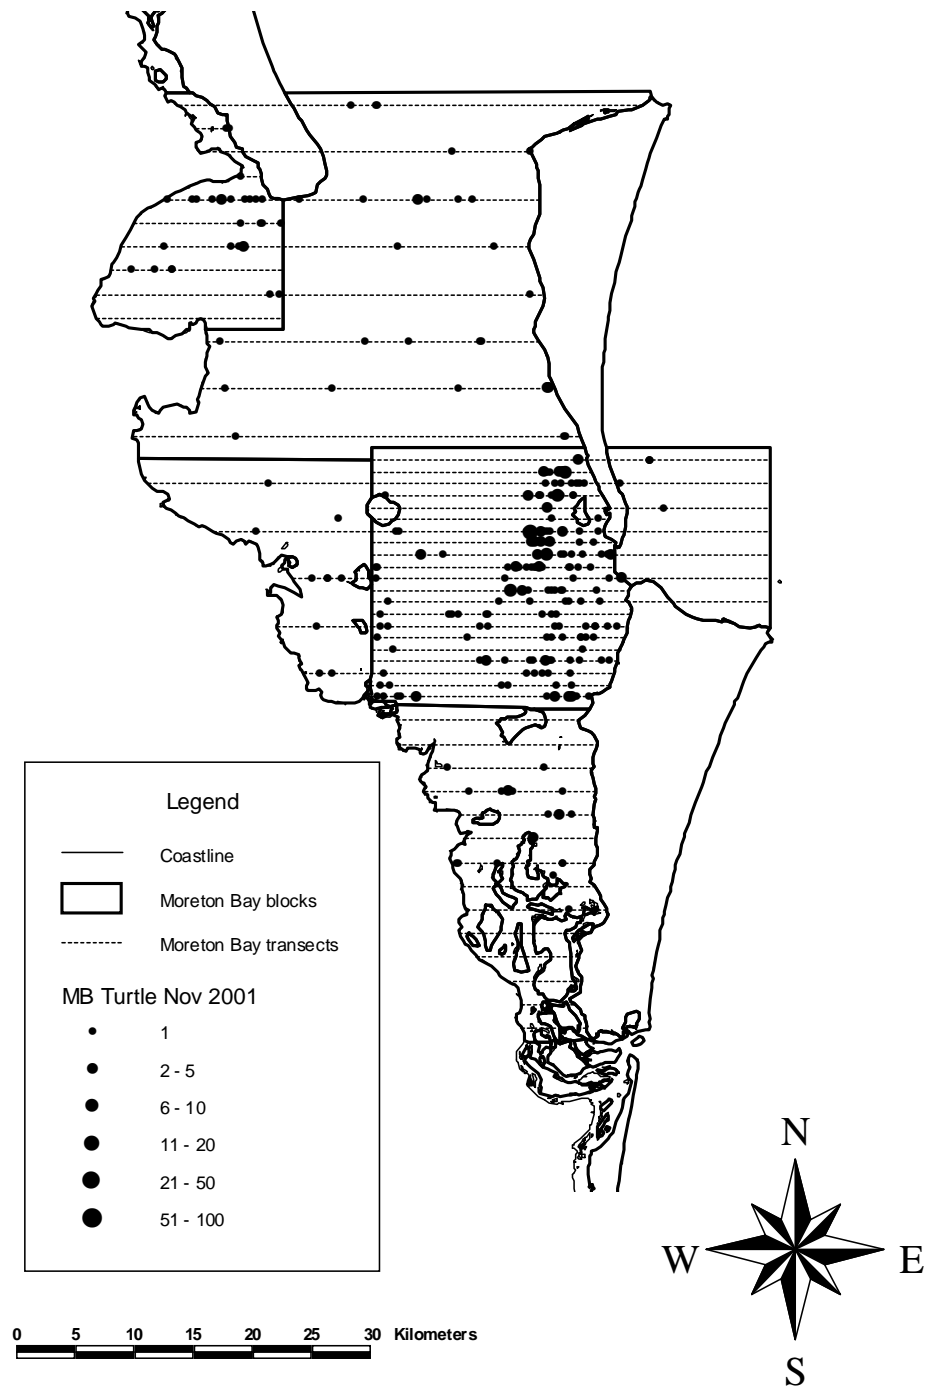 Legend
Coastline
Moreton Bay blocks
Moreton Bay transects
MB Turtle Nov 2001
1
2 - 5
6 - 10
11 - 20
21 - 50
51 - 100
N
W E
S
0 5 10 15 20 25 30 Kilometers